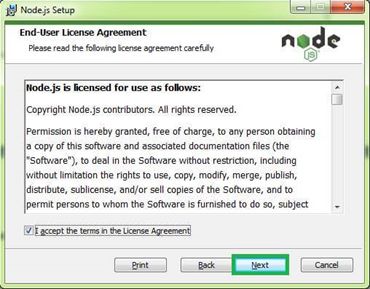 Node.js Setup
End-User License Agreement
Please read the following license agreement carefully
node
JS
Node.js is licensed for use as follows:
Copyright Node.js contributors. All rights reserved.
Permission is hereby granted, free of charge, to any person obtaining
a copy of this software and associated documentation files (the
"Software"), to deal in the Software without restriction, including
without limitation the rights to use, copy, modify, merge, publish,
distribute, sublicense, and/or sell copies of the Software, and to
permit persons to whom the Software is furnished to do so, subject
I accept the terms in the License Agreement
Print Back Next Cancel